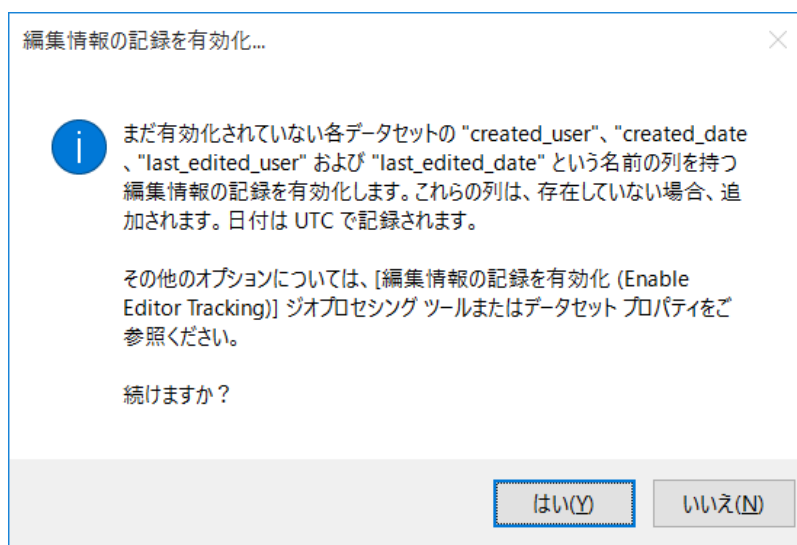 編集情報の記録を有効化...
まだ有効化されていない各データセットの "created_user"、"created_date
、"last_edited_user" および "last_edited_date" という名前の列を持つ
編集情報の記録を有効化します。これらの列は、存在していない場合、追
加されます。日付は UTC で記録されます。
その他のオプションについては、[編集情報の記録を有効化 (Enable
Editor Tracking)] ジオプロセシング ツールまたはデータセット プロパティをご
参照ください。
続けますか？
はい(Y)
いいえ(N)